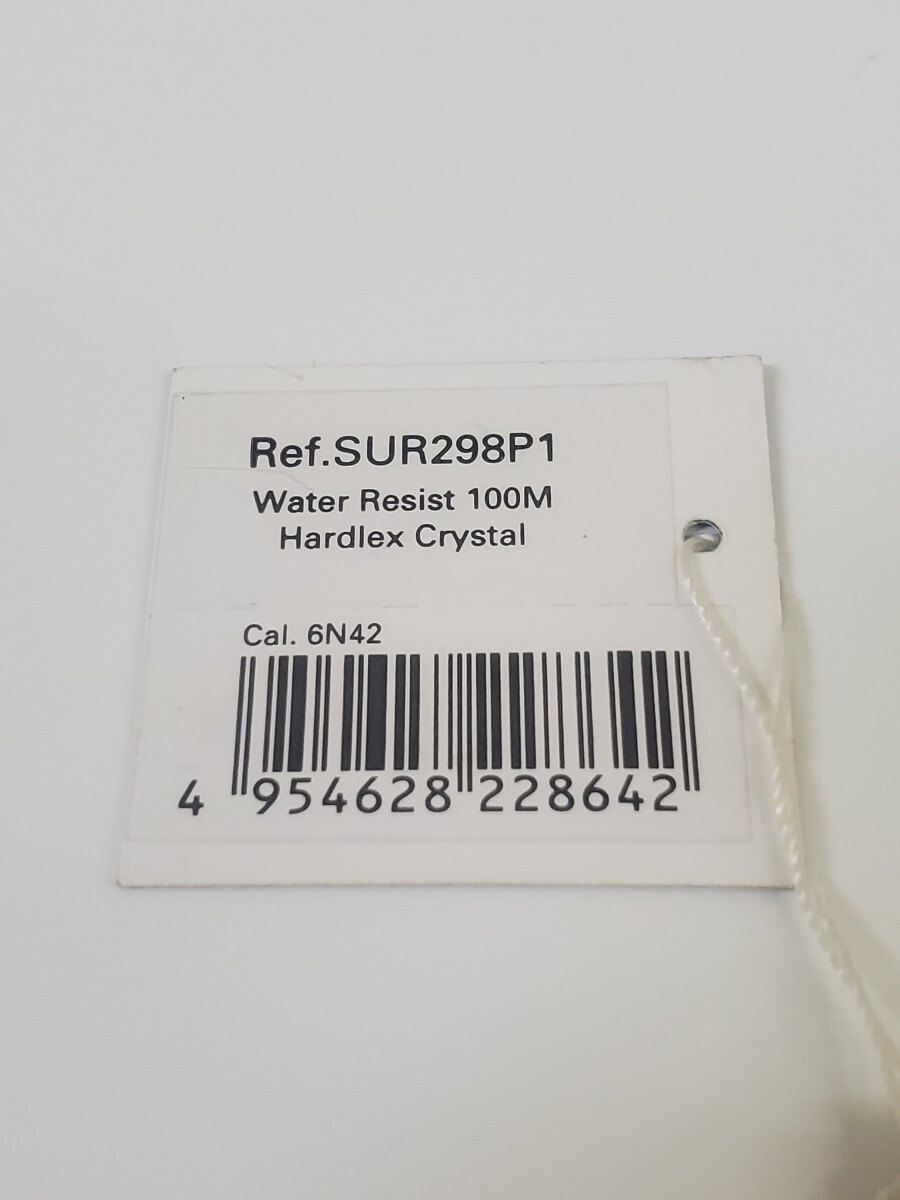 Ref.SUR298P1
Water Resist 100M
Hardlex Crystal
Cal. 6N42
4 954628 228642